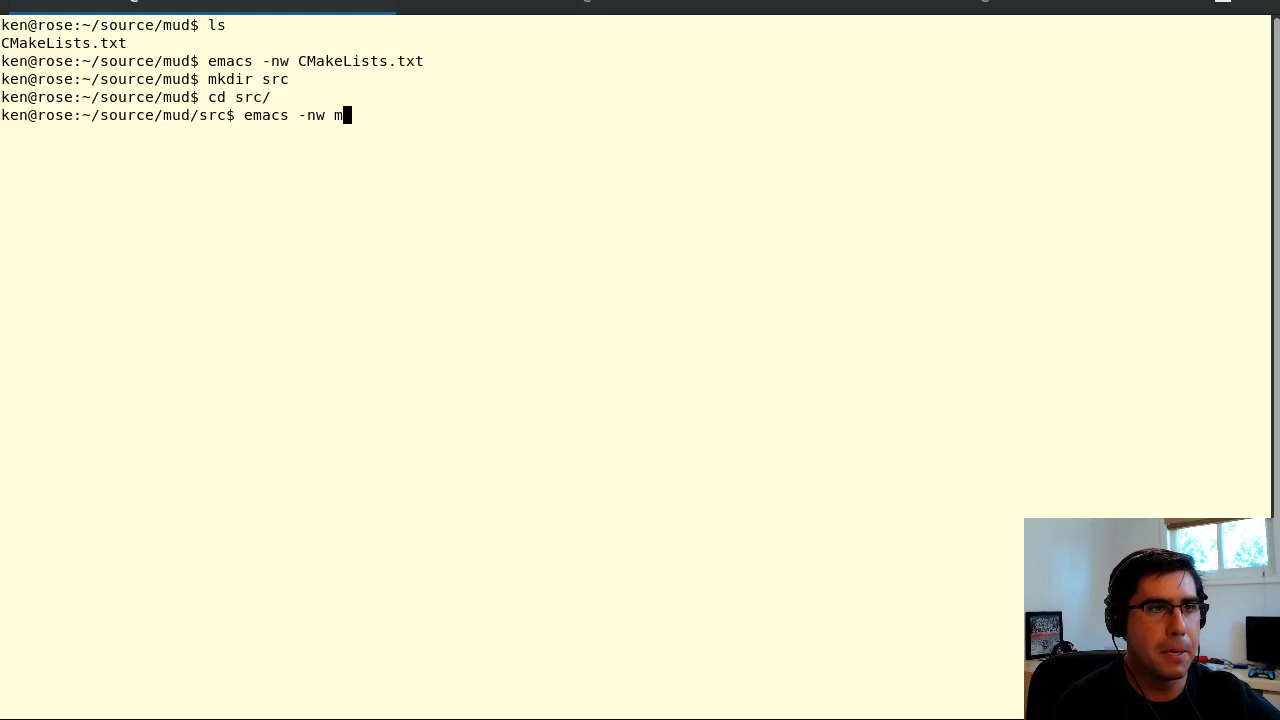 ken@rose:~/source/mud$ ls
CMakeLists.txt
ken@rose:~/source/mud$ emacs -nw CMakeLists.txt
ken@rose:~/source/mud$ mkdir src
ken@rose:~/source/mud$ cd src/
ken@rose:~/source/mud/src$ emacs -nw m